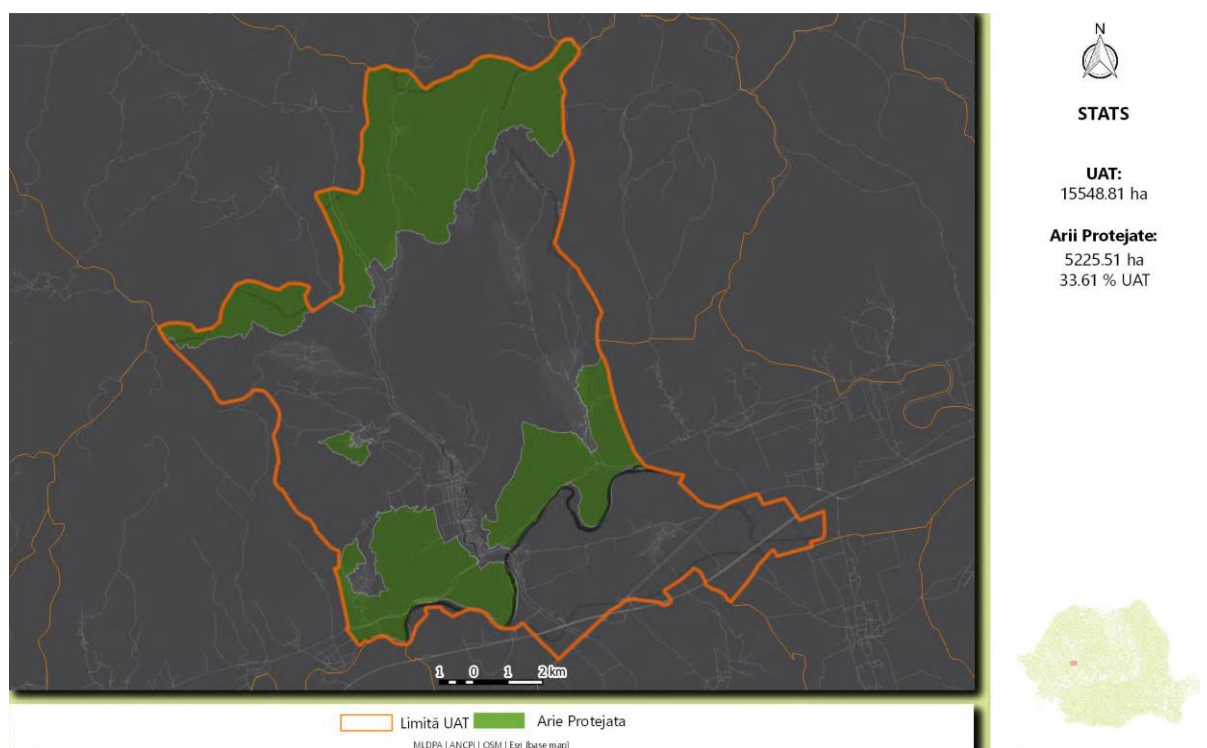 N
STATS
UAT:
15548.81 ha
Arii Protejate:
5225.51 ha
33.61 % UAT
1 0 1 2 km
Limită UAT Arie Protejata
MLDPA | ANCPI | OSM | Esri [base map]